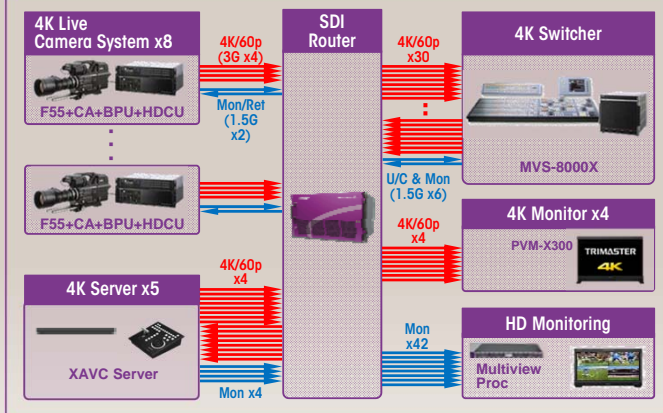 4K Live
Camera System x8
F55+CA+BPU+HDCU
4K/60p
(3G x4)
Mon/Ret
(1.5G
x2)
F55+CA+BPU+HDCU
4K Server x5
XAVC Server
4K/60p
x4
Mon x4
SDI
Router
4K/60p
x30
U/C & Mon
(1.5G x6)
4K Switcher
MVS-8000X
4K/60p
x4
4K Monitor x4
PVM-X300
TRIMASTER
4K
Mon
x42
HD Monitoring
Multiview
Proc